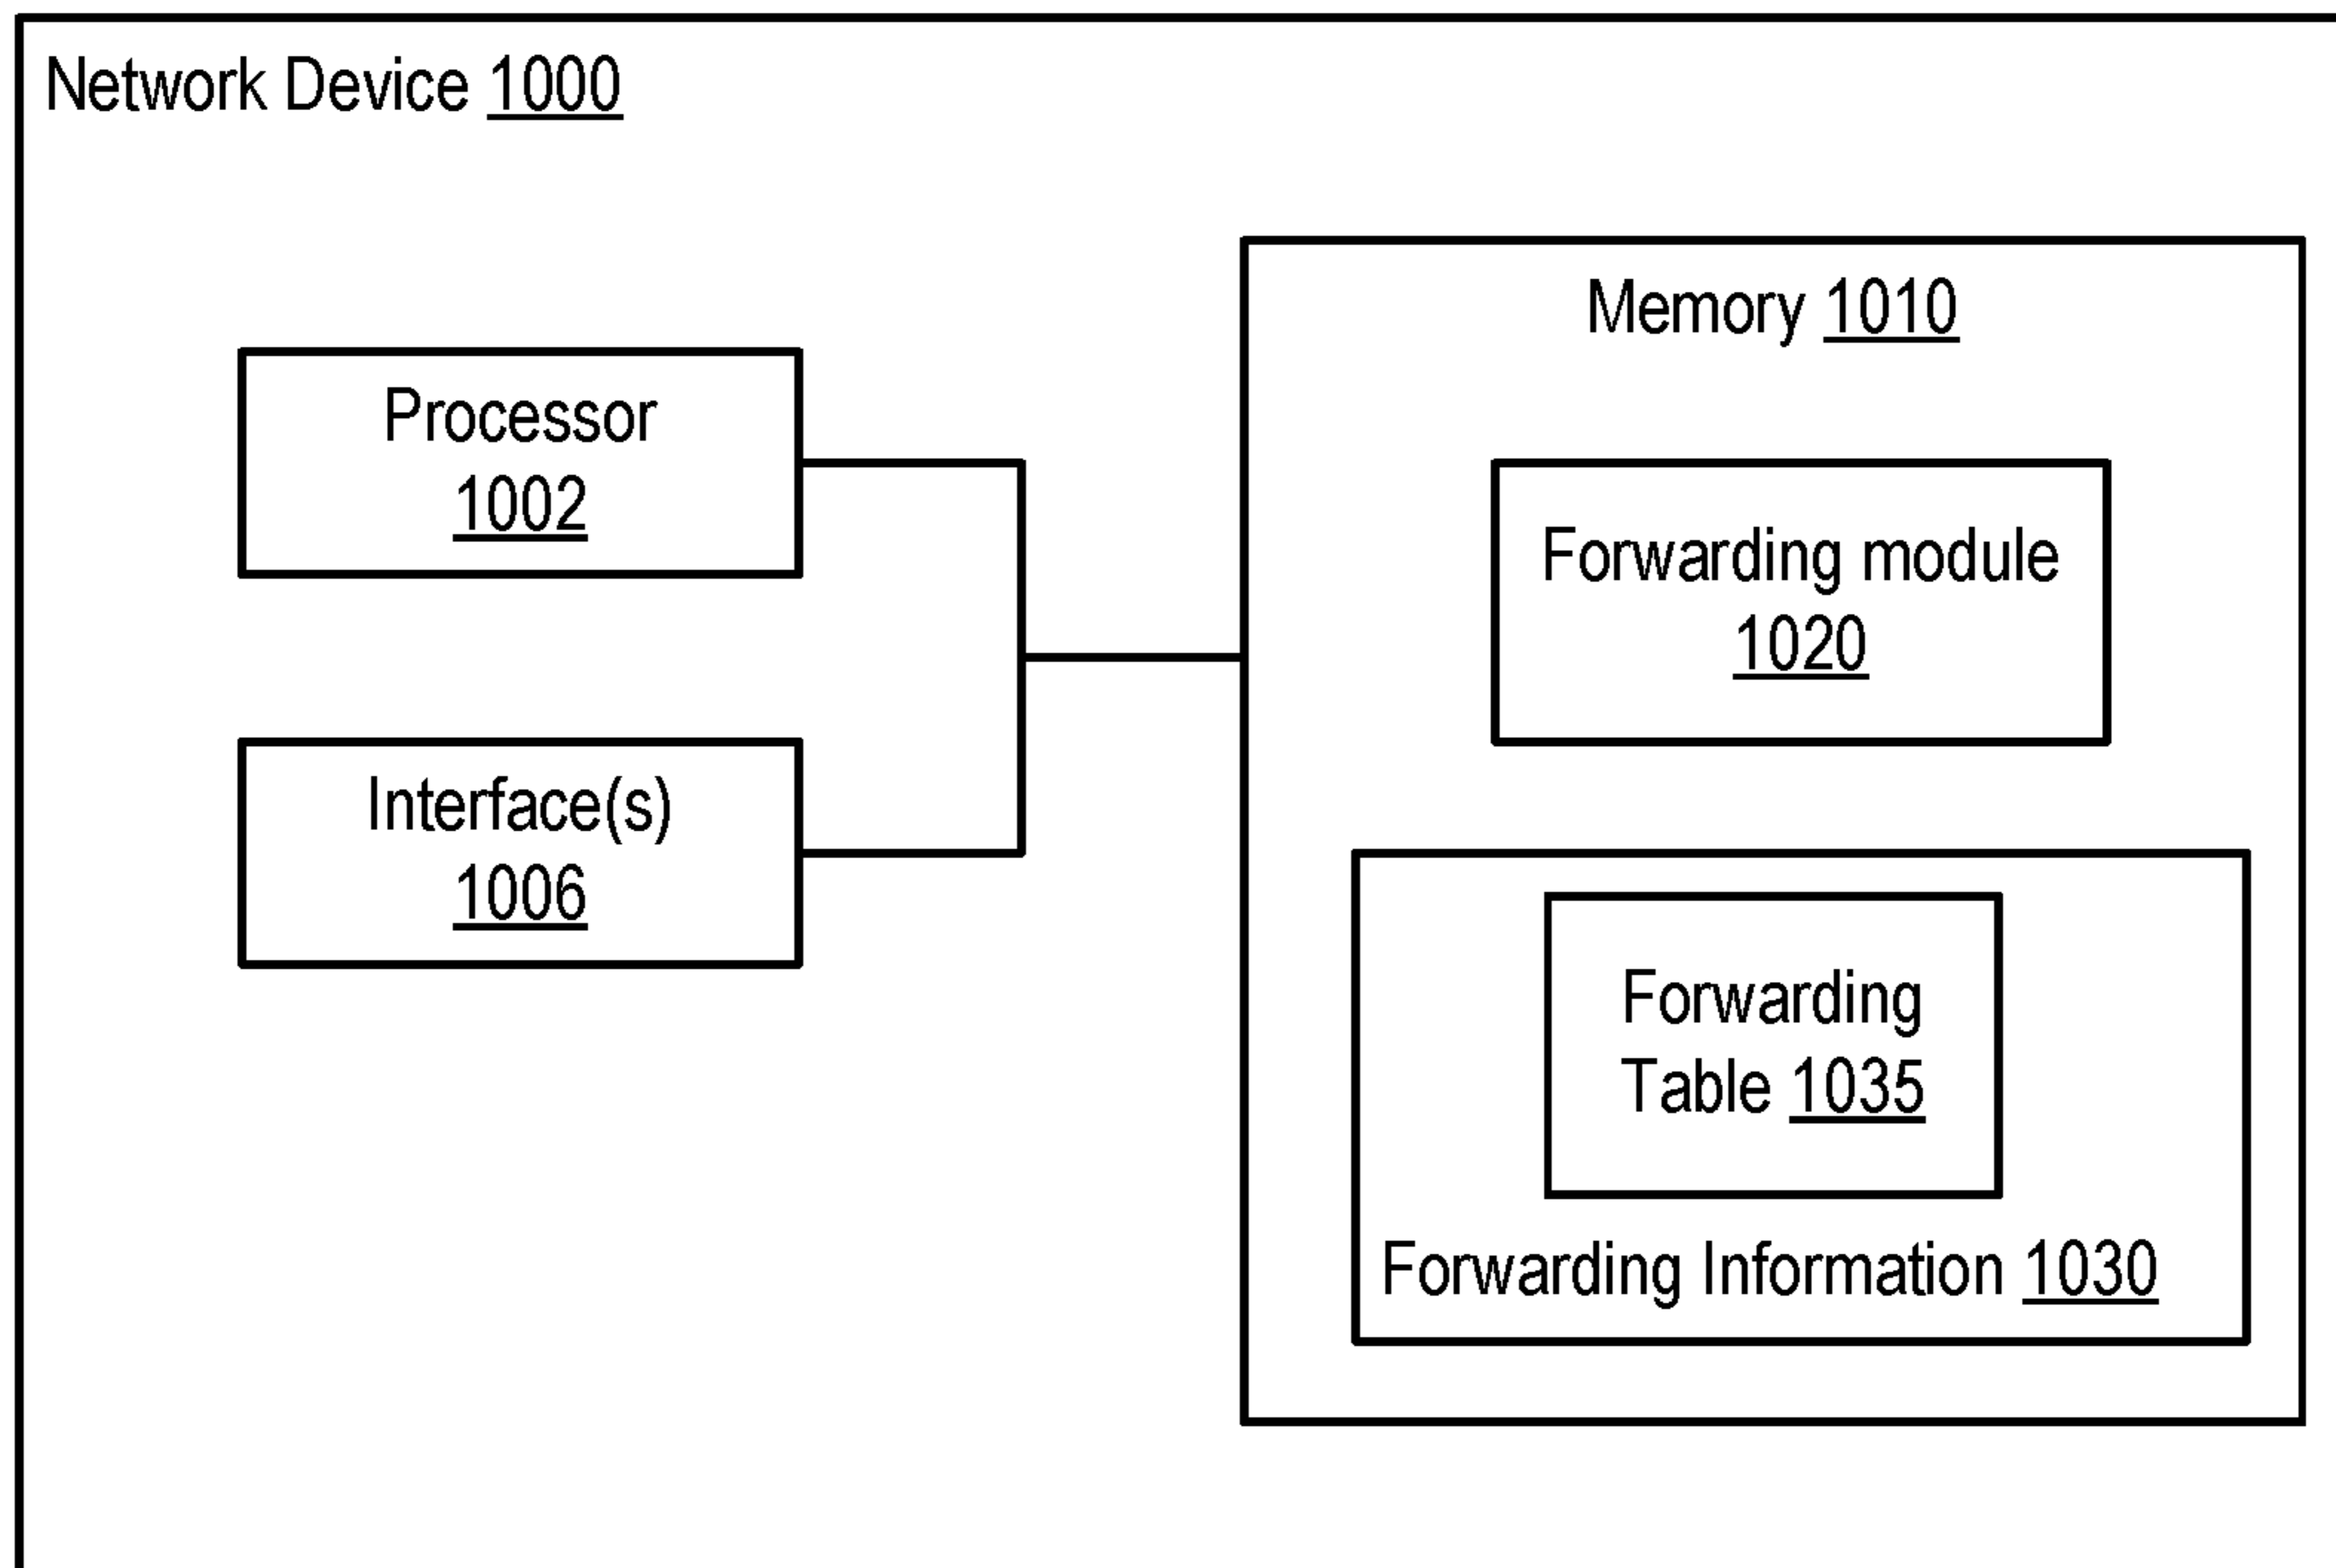 Network Device 1000
Processor
1002
Interface(s)
1006
Memory 1010
Forwarding module
1020
Forwarding
Table 1035
Forwarding Information 1030